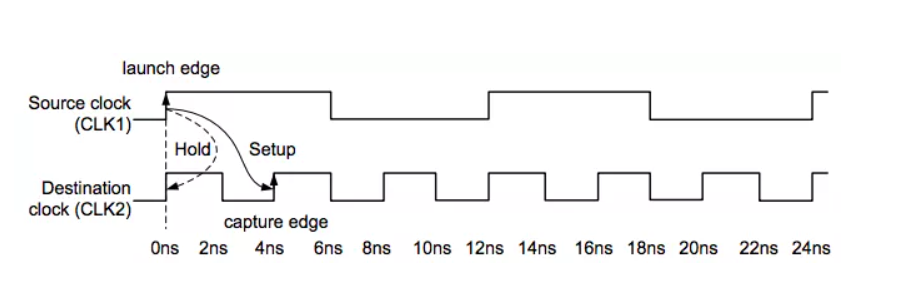 launch edge
Source clock
(CLK1)
Hold
Setup
Destination
clock (CLK2)
capture edge
0ns 2ns 4ns 6ns 8ns 10ns 12ns 14ns 16ns 18ns 20ns 22ns 24ns